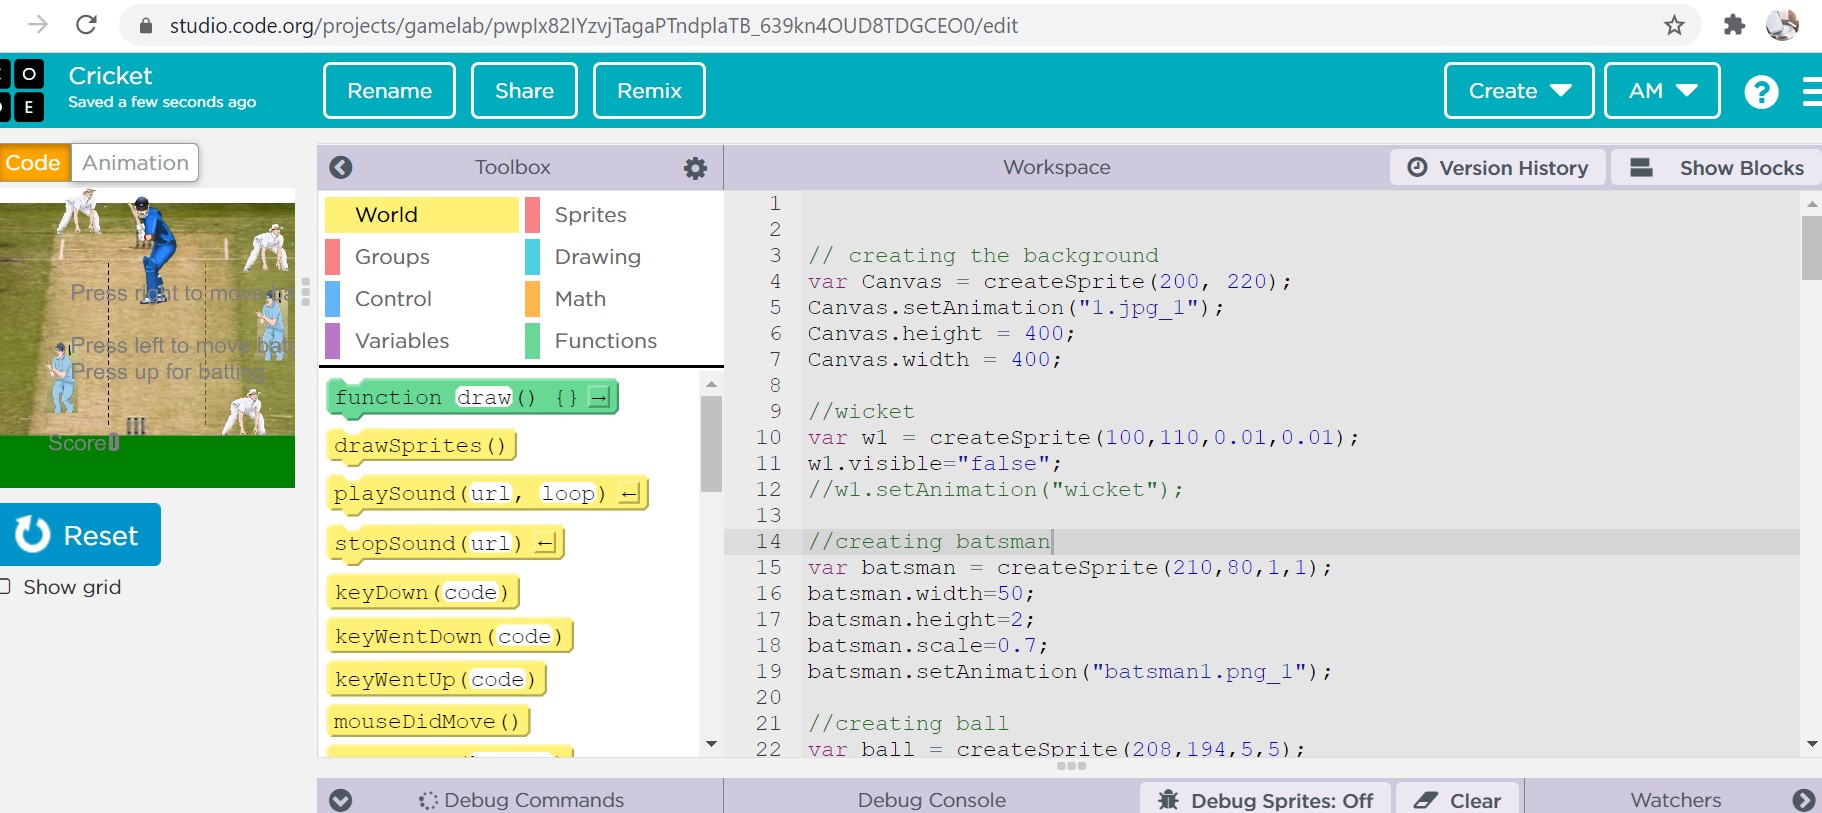 studio.code.org/projects/gamelab/pwpIx82IYzvjTagaPTndplaTB_639kn4OUD8TDGCEO0/edit
O
E
Cricket
Saved a few seconds ago
Rename
Share
Remix
Create
AM
?
Code
Animation
Toolbox
Workspace
Version History
Show Blocks
Press right to move ba
Press left to move bat
Press up for batting
Score
Reset
Show grid
World
Sprites
Groups
Drawing
Control
Math
Variables
Functions
function draw() {} →
drawSprites()
playSound(url, loop) ←
stopSound(url) ←
keyDown(code)
keyWentDown(code)
keyWentUp(code)
mouseDidMove()
1
2
3 // creating the background
4 var Canvas = createSprite(200, 220);
5 Canvas.setAnimation("1.jpg_1");
6 Canvas.height = 400;
7 Canvas.width = 400;
8
9 //wicket
10 var w1 = createSprite(100,110,0.01,0.01);
11 w1.visible="false";
12 //w1.setAnimation("wicket");
13
14 //creating batsman
15 var batsman = createSprite(210,80,1,1);
16 batsman.width=50;
17 batsman.height=2;
18 batsman.scale=0.7;
19 batsman.setAnimation("batsman1.png_1");
20
21 //creating ball
22 var ball = createSprite(208,194,5,5);
Debug Commands
Debug Console
Debug Sprites: Off
Clear
Watchers